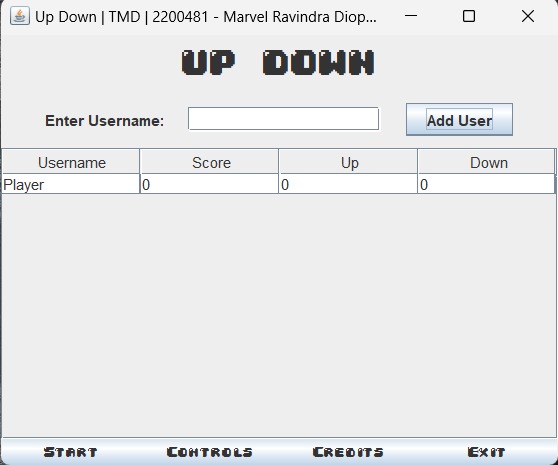 Up Down | TMD | 2200481 - Marvel Ravindra Diop...
UP DOWN
Enter Username: Add User
Username Score Up Down
Player 0 0 0
START CONTROLS CREDITS EXIT